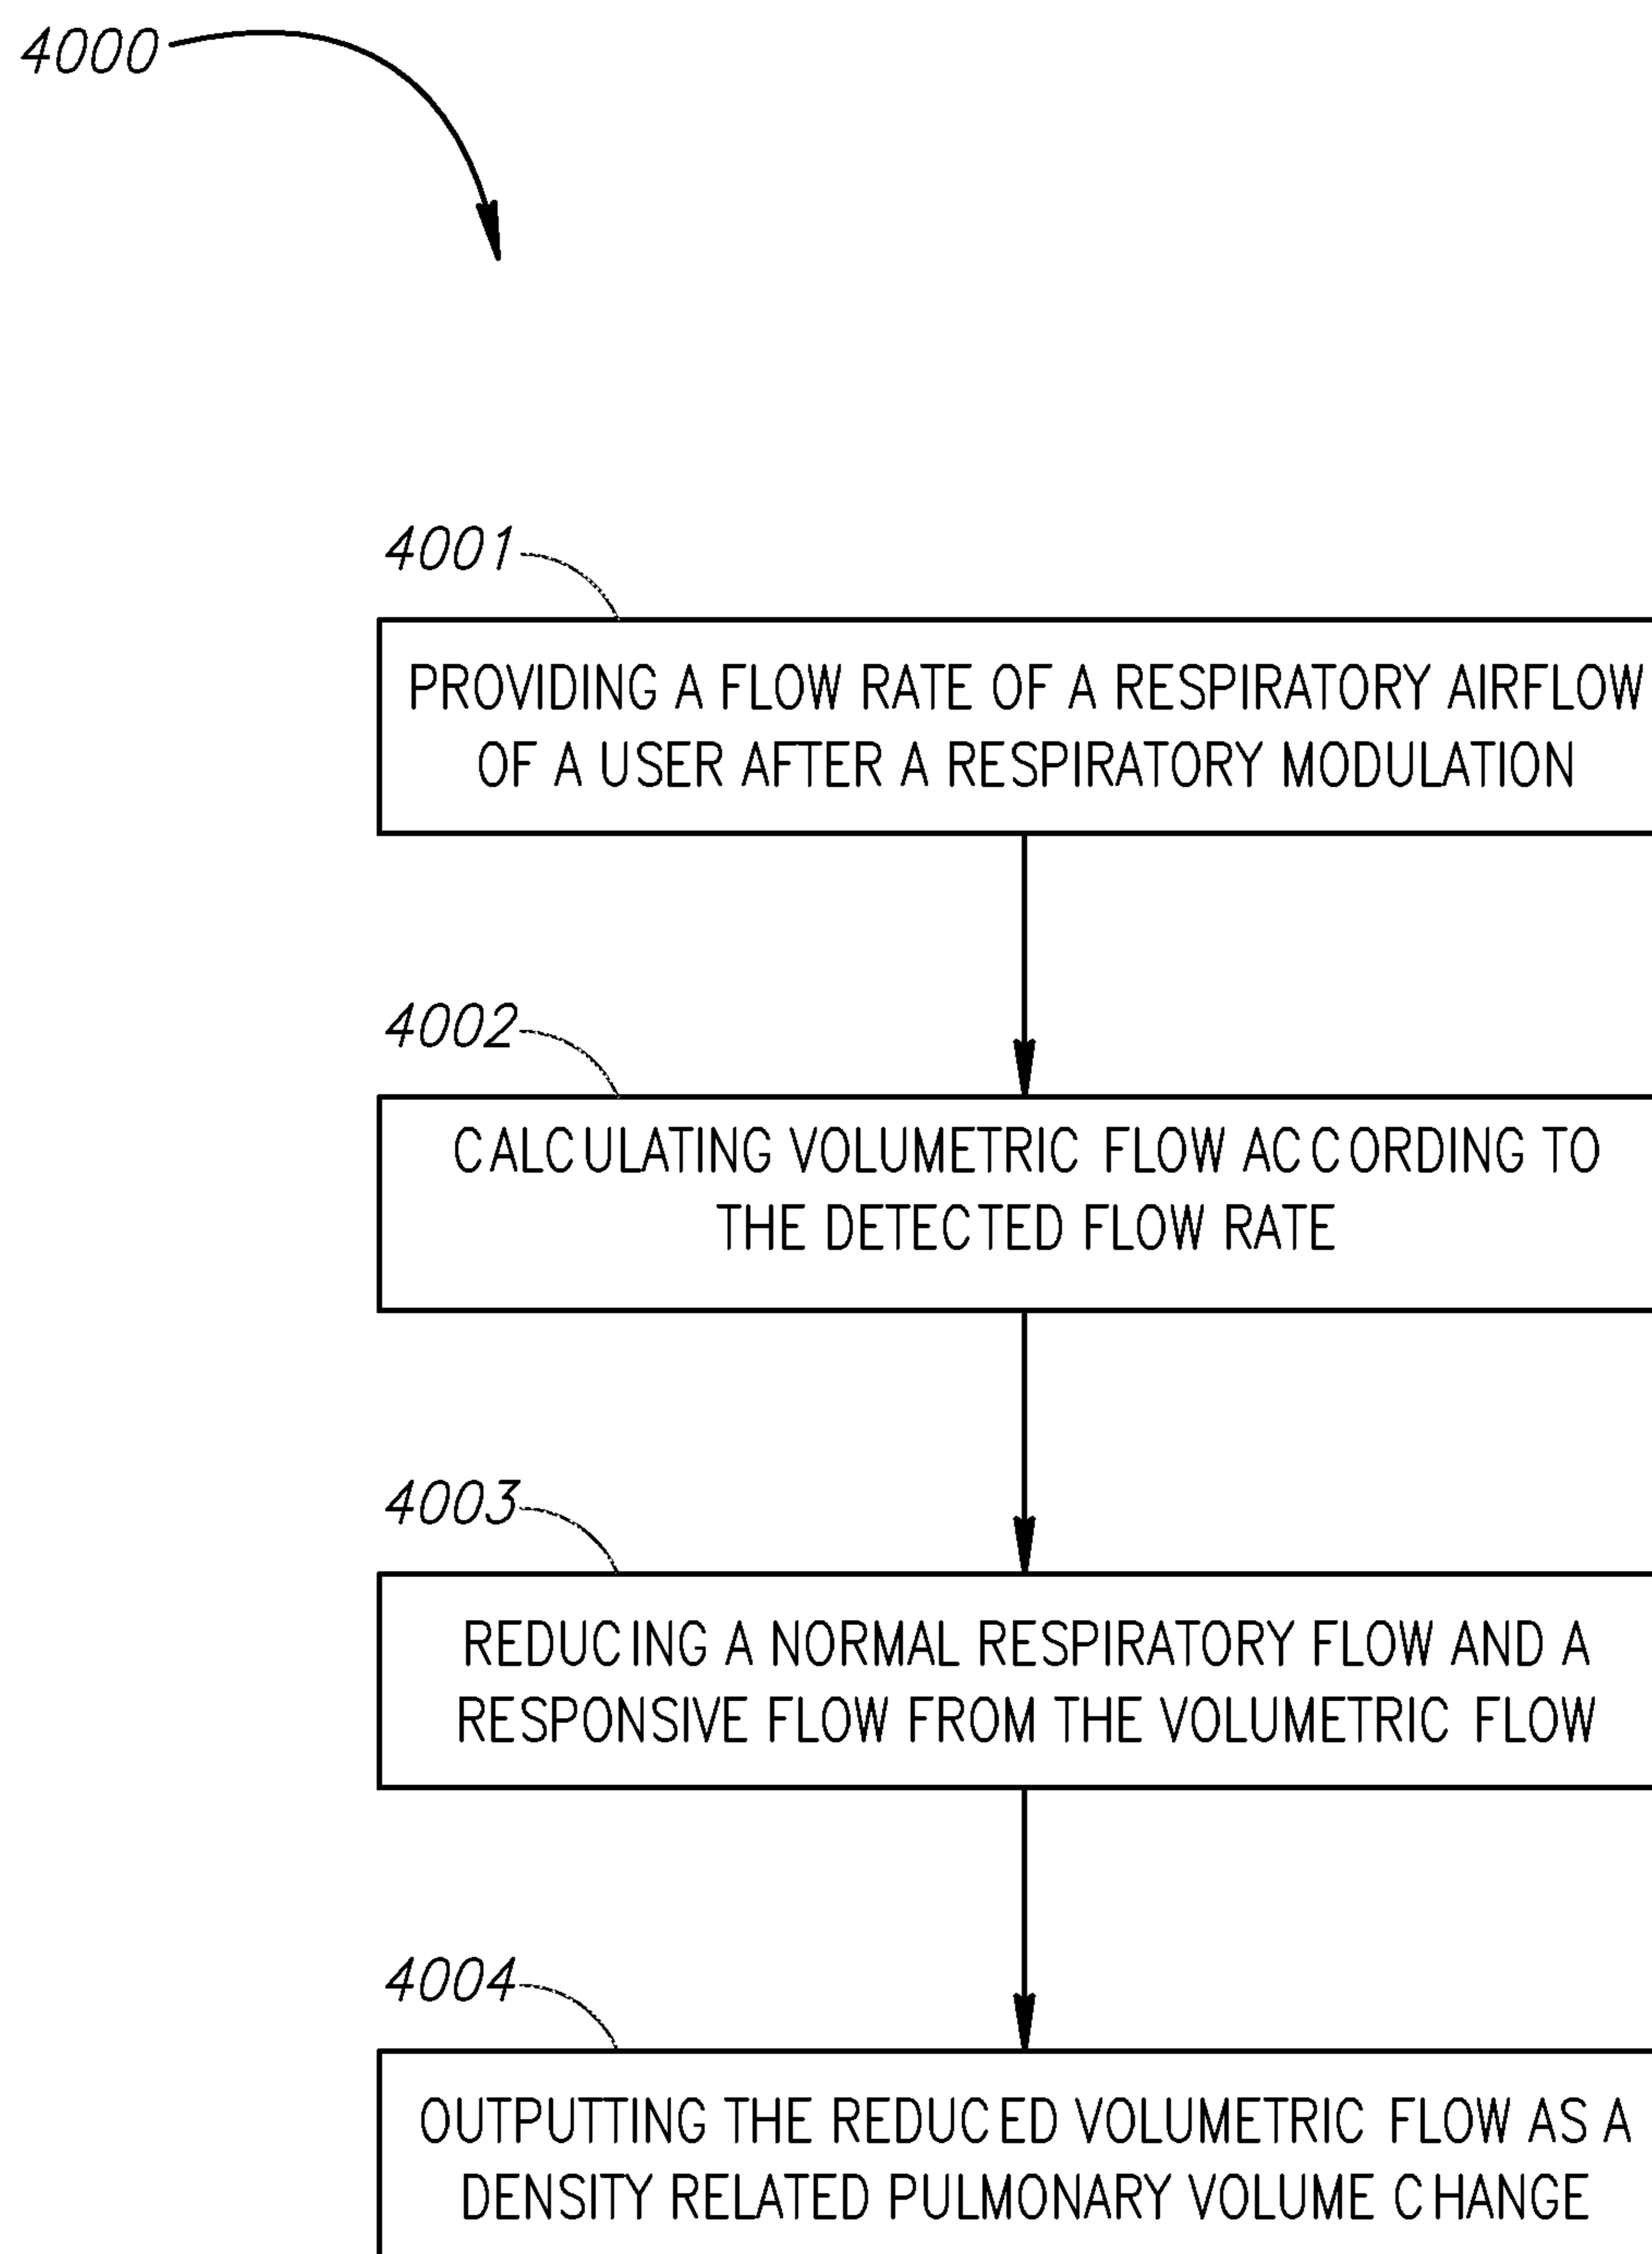 4000
4001
PROVIDING A FLOW RATE OF A RESPIRATORY AIRFLOW
OF A USER AFTER A RESPIRATORY MODULATION
4002
CALCULATING VOLUMETRIC FLOW ACCORDING TO
THE DETECTED FLOW RATE
4003
REDUCING A NORMAL RESPIRATORY FLOW AND A
RESPONSIVE FLOW FROM THE VOLUMETRIC FLOW
4004
OUTPUTTING THE REDUCED VOLUMETRIC FLOW AS A
DENSITY RELATED PULMONARY VOLUME CHANGE